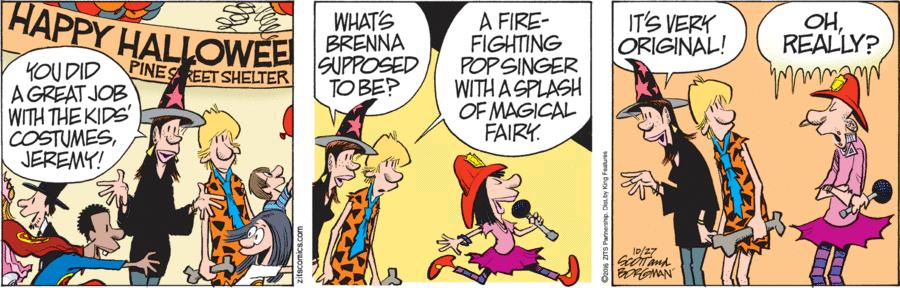 HAPPY HALLOWEE
PINE STREET SHELTER
YOU DID
A GREAT JOB
WITH THE KIDS'
COSTUMES,
JEREMY!
WHAT'S
BRENNA
SUPPOSED
TO BE?
A FIRE-
FIGHTING
POP SINGER
WITH A SPLASH
OF MAGICAL
FAIRY.
zitscomics.com
IT'S VERY
ORIGINAL!
OH,
REALLY?
©2016 ZITS Partnership. Dist. by King Features
10/27
SCOTT and
BORGMAN